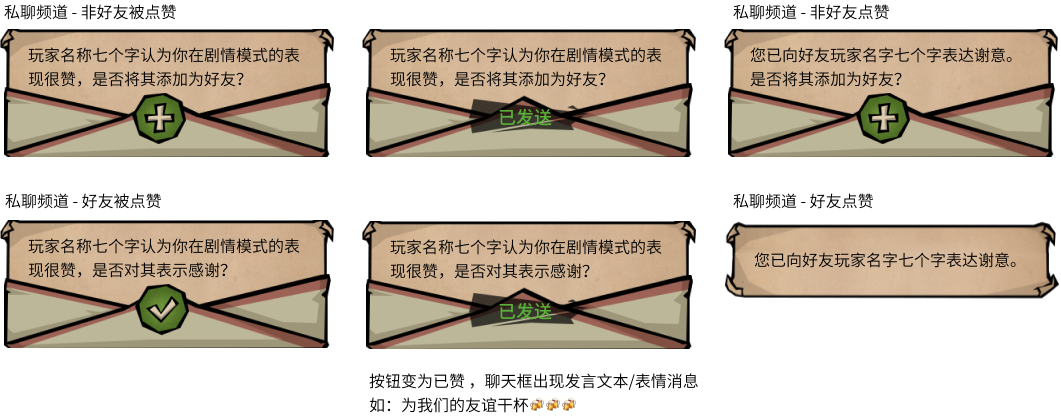 私聊频道 - 非好友被点赞
玩家名称七个字认为你在剧情模式的表
现很赞，是否将其添加为好友？
玩家名称七个字认为你在剧情模式的表
现很赞，是否将其添加为好友？
已发送
私聊频道 - 非好友点赞
您已向好友玩家名字七个字表达谢意。
是否将其添加为好友？
私聊频道 - 好友被点赞
玩家名称七个字认为你在剧情模式的表
现很赞，是否对其表示感谢？
玩家名称七个字认为你在剧情模式的表
现很赞，是否对其表示感谢？
已发送
私聊频道 - 好友点赞
您已向好友玩家名字七个字表达谢意。
按钮变为已赞 ，聊天框出现发言文本/表情消息
如：为我们的友谊干杯🍻🍻🍻